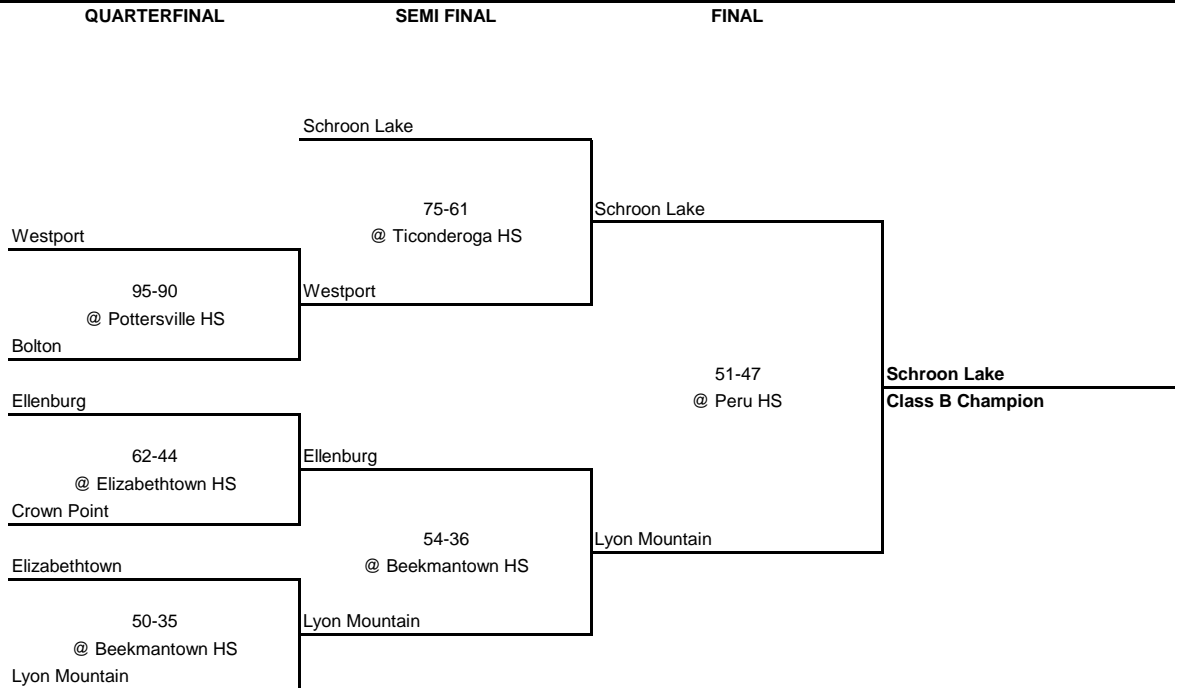 QUARTERFINAL SEMI FINAL FINAL
Schroon Lake
75-61 Schroon Lake
Westport @ Ticonderoga HS
95-90 Westport
@ Pottersville HS
Bolton
51-47 Schroon Lake
Ellenburg @ Peru HS Class B Champion
62-44 Ellenburg
@ Elizabethtown HS
Crown Point
54-36 Lyon Mountain
Elizabethtown @ Beekmantown HS
50-35 Lyon Mountain
@ Beekmantown HS
Lyon Mountain